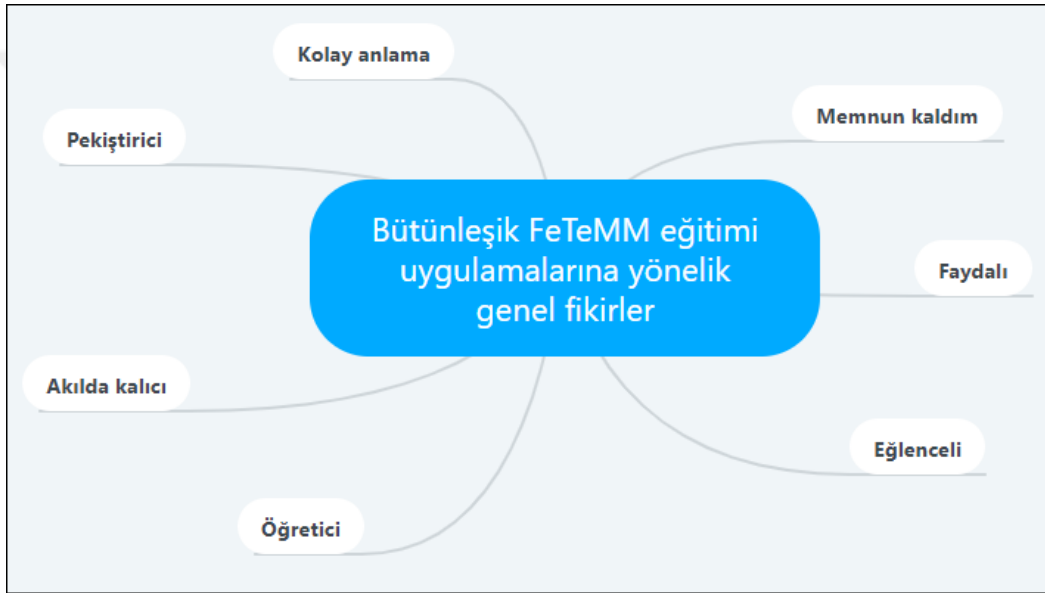 Kolay anlama
Memnun kaldım
Pekiştirici
Bütünleşik FeTeMM eğitimi
uygulamalarına yönelik
genel fikirler
Faydalı
Akılda kalıcı
Eğlenceli
Öğretici